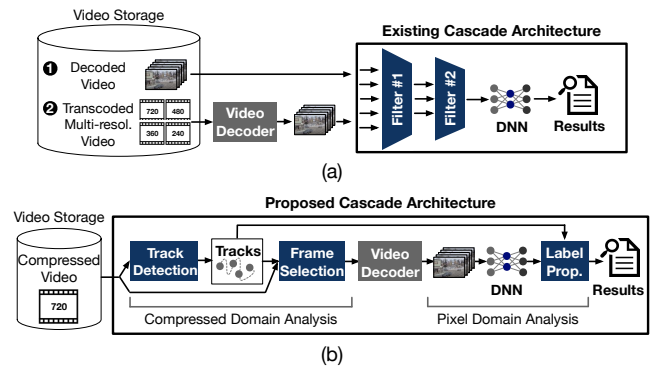 Video Storage
Existing Cascade Architecture
1 Decoded
Video
2 Transcoded
Multi-resol.
Video
720 480
360 240
Video
Decoder
Filter #1
Filter #2
DNN
Results
(a)
Proposed Cascade Architecture
Video Storage
Compressed
Video
720
Track
Detection
Tracks
Frame
Selection
Video
Decoder
DNN
Label
Prop.
Results
Compressed Domain Analysis
Pixel Domain Analysis
(b)